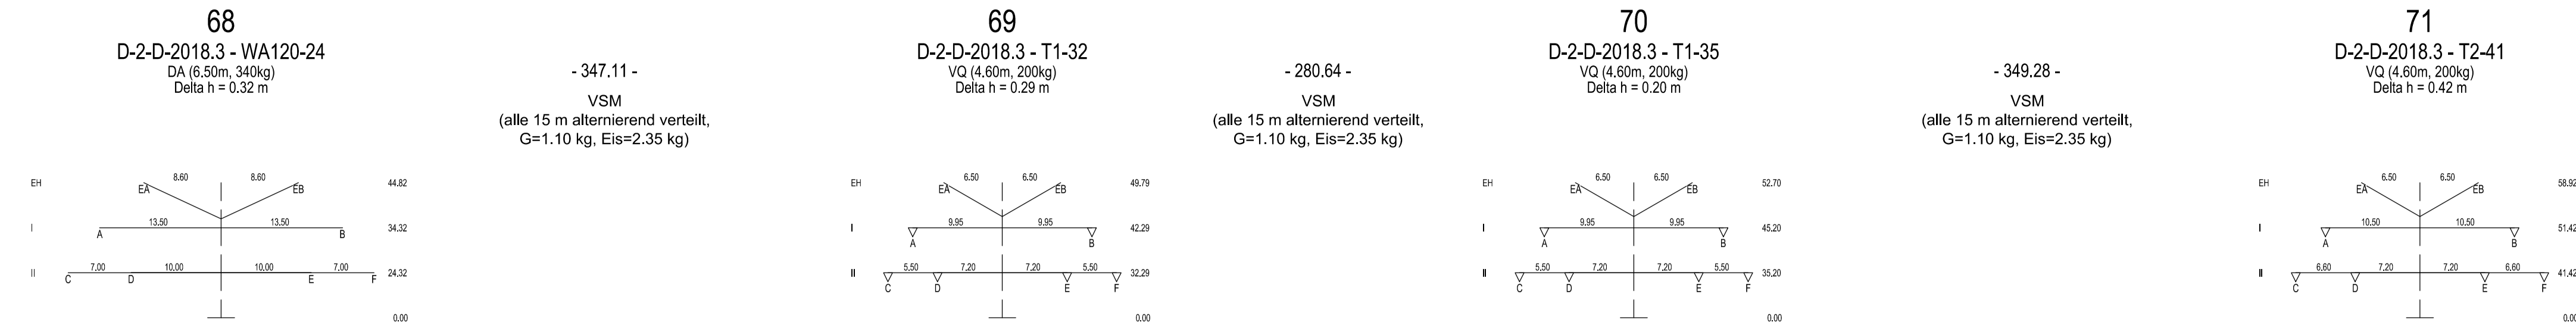 68
D-2-D-2018.3 - WA120-24
DA (6.50m, 340kg)
Delta h = 0.32 m
EH
8.60
8.60
44.82
EA
EB
I
13.50
13.50
34.32
A
B
II
7.00
10.00
10.00
7.00
24.32
C
D
E
F
0.00
- 347.11 -
VSM
(alle 15 m alternierend verteilt,
G=1.10 kg, Eis=2.35 kg)
69
D-2-D-2018.3 - T1-32
VQ (4.60m, 200kg)
Delta h = 0.29 m
EH
6.50
6.50
49.79
EA
EB
I
9.95
9.95
42.29
A
B
II
5.50
7.20
7.20
5.50
32.29
C
D
E
F
0.00
- 280.64 -
VSM
(alle 15 m alternierend verteilt,
G=1.10 kg, Eis=2.35 kg)
70
D-2-D-2018.3 - T1-35
VQ (4.60m, 200kg)
Delta h = 0.20 m
EH
6.50
6.50
52.70
EA
EB
I
9.95
9.95
45.20
A
B
II
5.50
7.20
7.20
5.50
35.20
C
D
E
F
0.00
- 349.28 -
VSM
(alle 15 m alternierend verteilt,
G=1.10 kg, Eis=2.35 kg)
71
D-2-D-2018.3 - T2-41
VQ (4.60m, 200kg)
Delta h = 0.42 m
EH
6.50
6.50
58.92
EA
EB
I
10.50
10.50
51.42
A
B
II
6.60
7.20
7.20
6.60
41.42
C
D
E
F
0.00